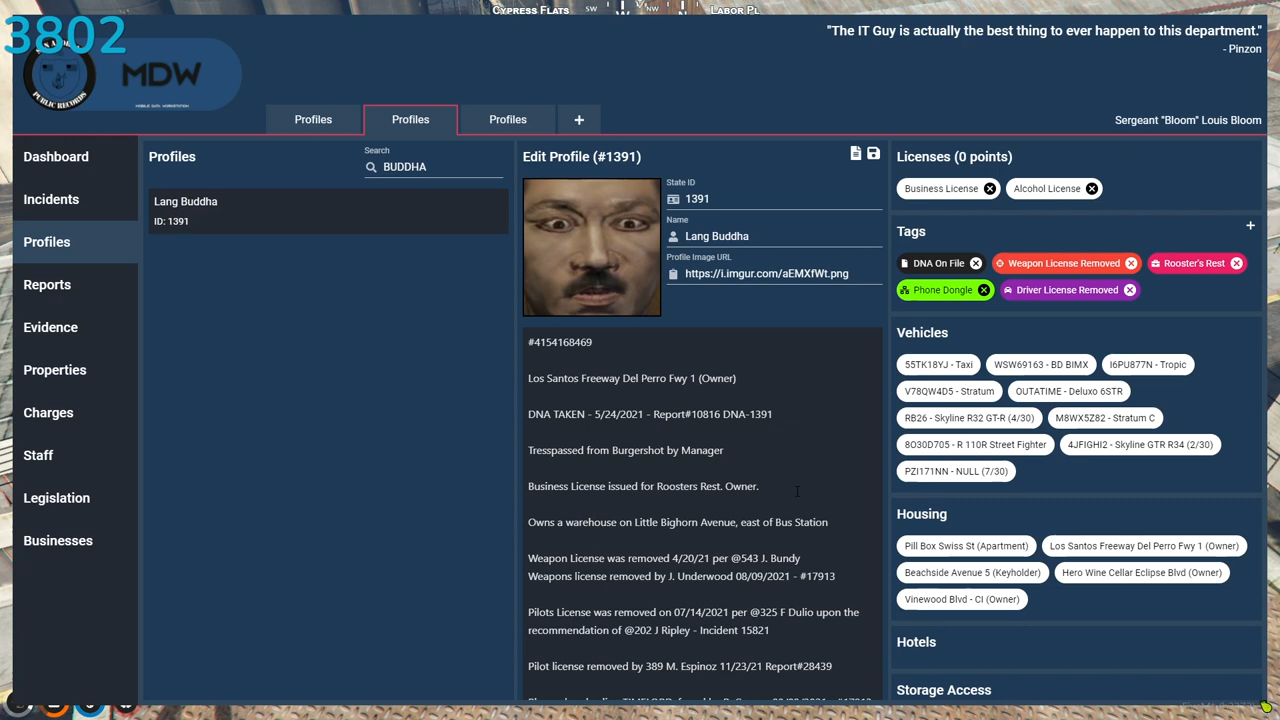 CYPRESS FLATS
SW
W
NW
LABOR PL
3802
PUBLIC RECORDS
MDW
MOBILE DATA WORKSTATION
"The IT Guy is actually the best thing to ever happen to this department."
- Pinzon
Profiles
Profiles
Profiles
+
Sergeant "Bloom" Louis Bloom
Dashboard
Incidents
Profiles
Reports
Evidence
Properties
Charges
Staff
Legislation
Businesses
Profiles
Search
BUDDHA
Lang Buddha
ID: 1391
Edit Profile (#1391)
State ID
1391
Name
Lang Buddha
Profile Image URL
https://i.imgur.com/aEMXfWt.png
#4154168469
Los Santos Freeway Del Perro Fwy 1 (Owner)
DNA TAKEN - 5/24/2021 - Report#10816 DNA-1391
Tresspassed from Burgershot by Manager
Business License issued for Roosters Rest. Owner.
Owns a warehouse on Little Bighorn Avenue, east of Bus Station
Weapon License was removed 4/20/21 per @543 J. Bundy
Weapons license removed by J. Underwood 08/09/2021 - #17913
Pilots License was removed on 07/14/2021 per @325 F Dulio upon the
recommendation of @202 J Ripley - Incident 15821
Pilot license removed by 389 M. Espinoz 11/23/21 Report#28439
Licenses (0 points)
Business License
Alcohol License
Tags
+
DNA On File
Weapon License Removed
Rooster's Rest
Phone Dongle
Driver License Removed
Vehicles
55TK18YJ - Taxi
WSW69163 - BD BIMX
I6PU877N - Tropic
V78QW4D5 - Stratum
OUTATIME - Deluxo 6STR
RB26 - Skyline R32 GT-R (4/30)
M8WX5Z82 - Stratum C
8O30D705 - R 110R Street Fighter
4JFIGHI2 - Skyline GTR R34 (2/30)
PZI171NN - NULL (7/30)
Housing
Pill Box Swiss St (Apartment)
Los Santos Freeway Del Perro Fwy 1 (Owner)
Beachside Avenue 5 (Keyholder)
Hero Wine Cellar Eclipse Blvd (Owner)
Vinewood Blvd - CI (Owner)
Hotels
Storage Access